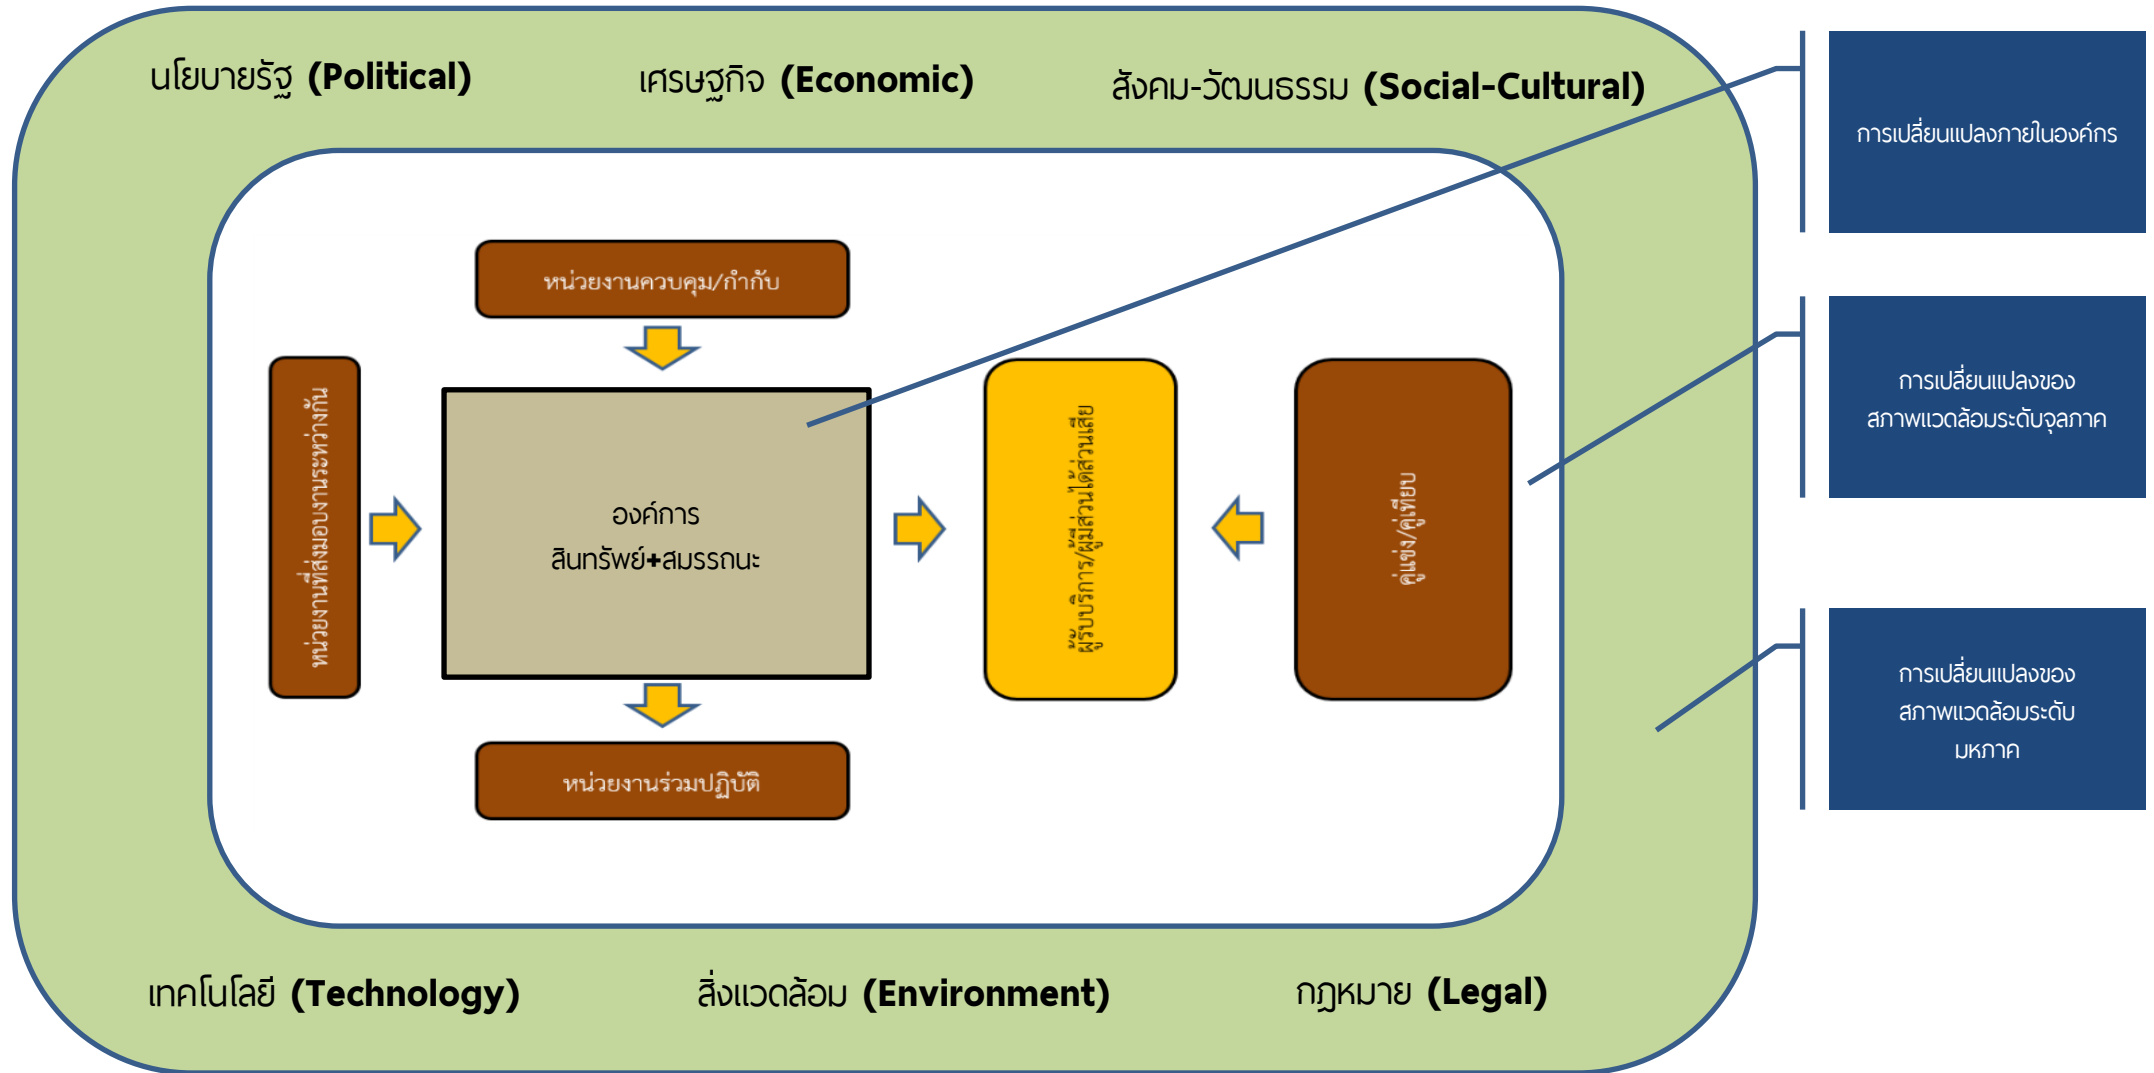 นโยบายรัฐ (Political)
เศรษฐกิจ (Economic)
สังคม-วัฒนธรรม (Social-Cultural)
การเปลี่ยนแปลงภายในองค์กร
หน่วยงานควบคุม/กำกับ
การเปลี่ยนแปลงของ
สภาพแวดล้อมระดับจุลภาค
หน่วยงานที่ส่งมอบงานระหว่างกัน
องค์การ
สินทรัพย์+สมรรถนะ
ผู้รับบริการ/ผู้มีส่วนได้ส่วนเสีย
คู่แข่ง/คู่เทียบ
การเปลี่ยนแปลงของ
สภาพแวดล้อมระดับ
มหภาค
หน่วยงานร่วมปฏิบัติ
เทคโนโลยี (Technology)
สิ่งแวดล้อม (Environment)
กฎหมาย (Legal)